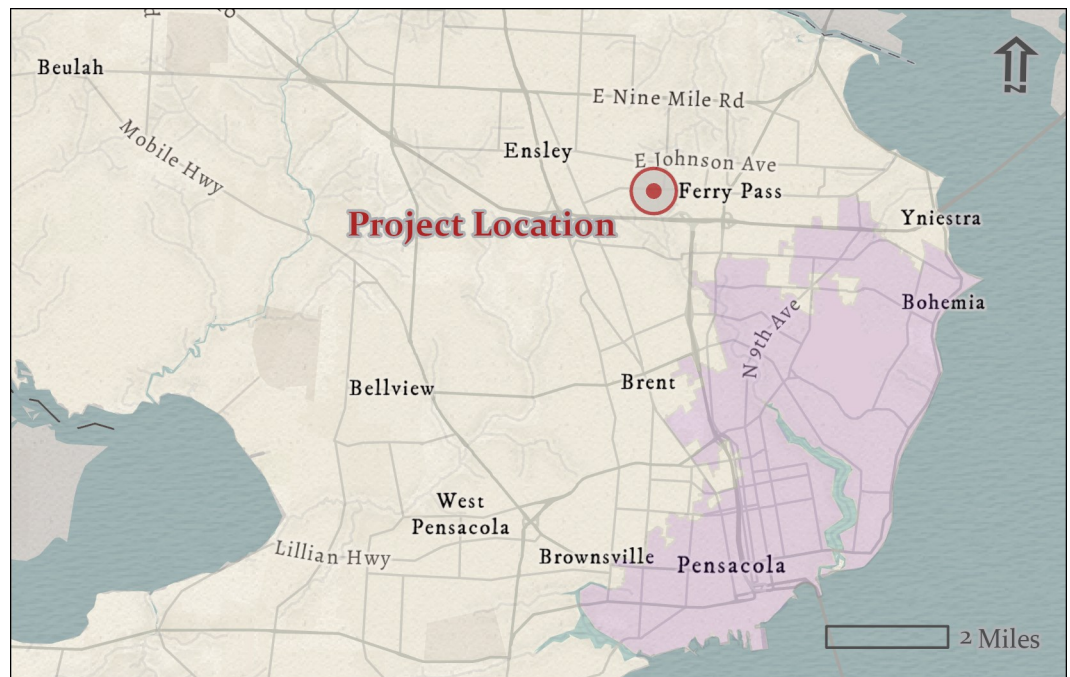 Beulah
N
E Nine Mile Rd
Mobile Hwy
Ensley
E Johnson Ave
Ferry Pass
Project Location
Yniestra
Bohemia
N 9th Ave
Bellview
Brent
West
Pensacola
Lillian Hwy
Brownsville
Pensacola
2 Miles